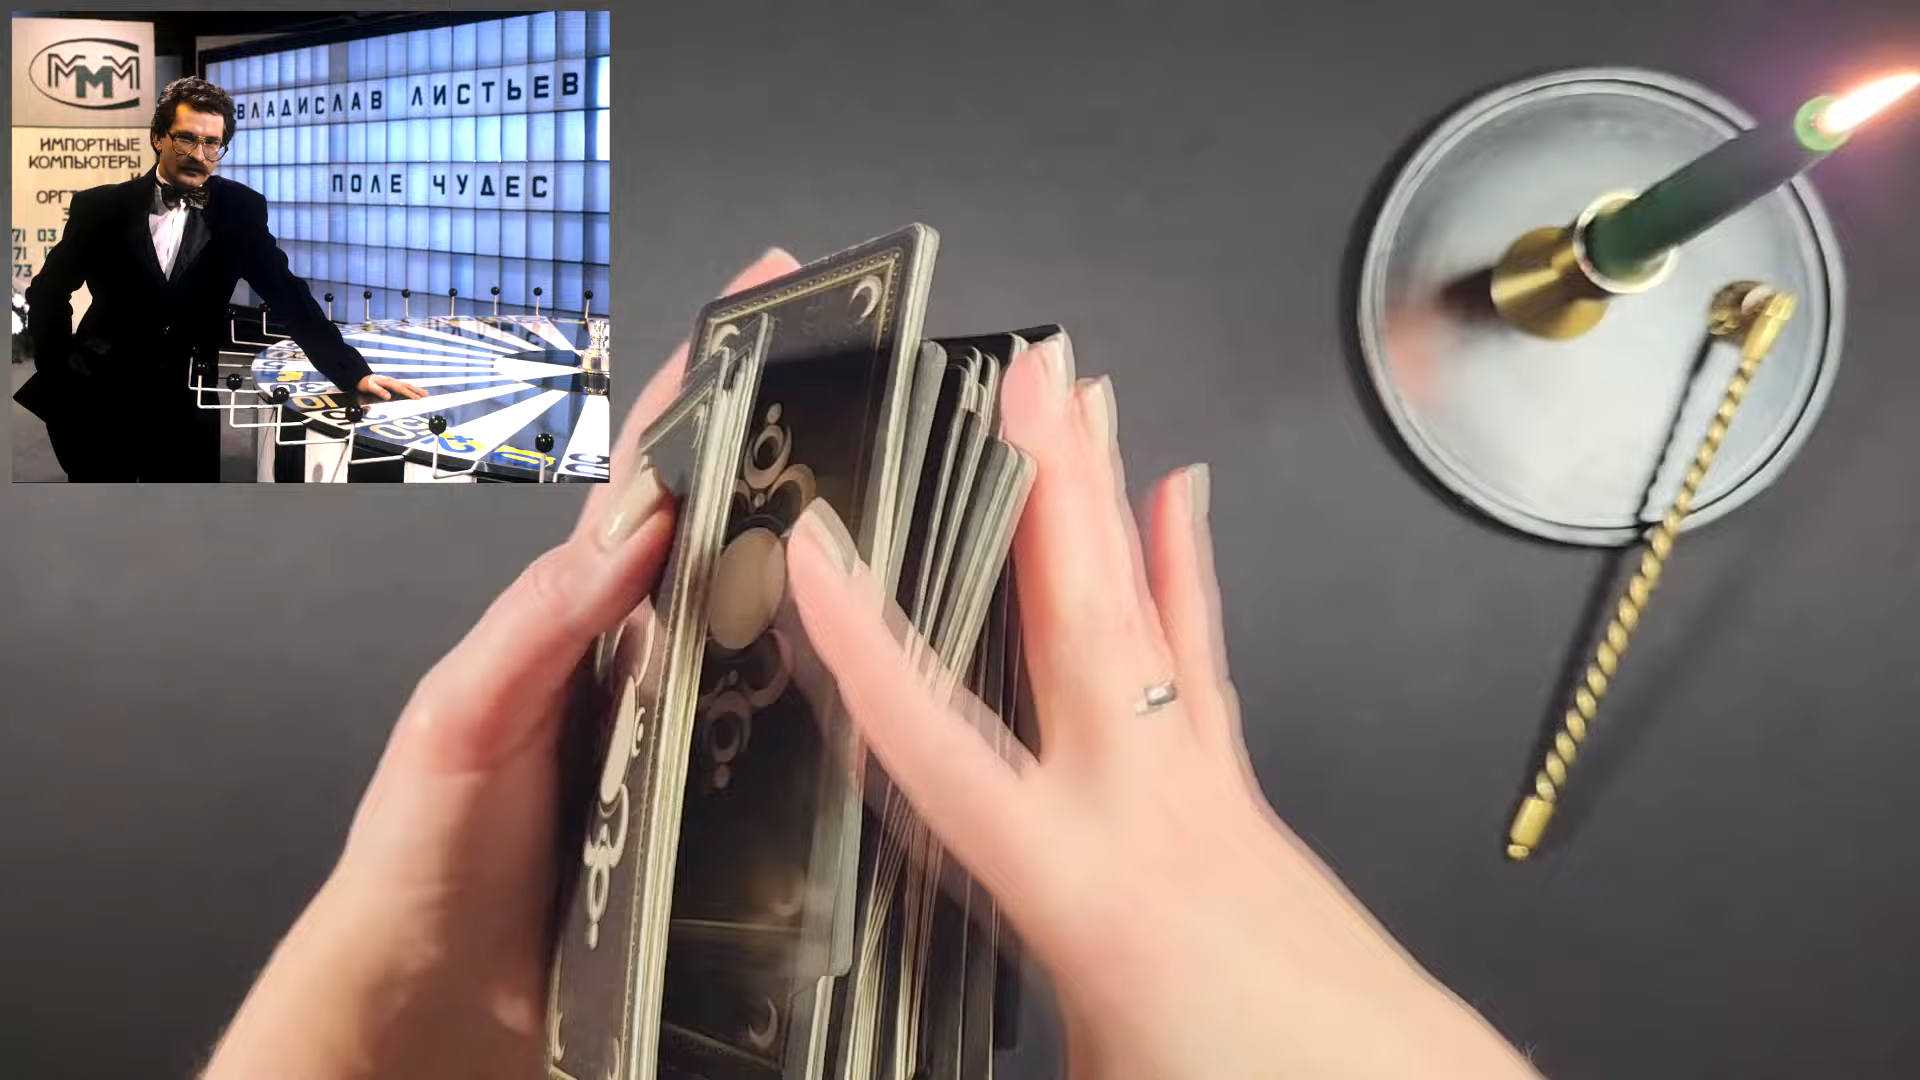 МММ
ИМПОРТНЫЕ
КОМПЬЮТЕРЫ
И
ВЛАДИСЛАВ ЛИСТЬЕВ
ПОЛЕ ЧУДЕС